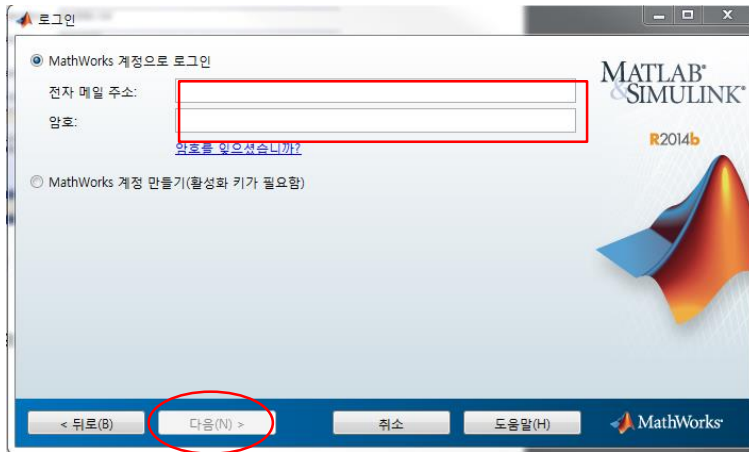 로그인
MathWorks 계정으로 로그인
전자 메일 주소:
암호:
암호를 잊으셨습니까?
MathWorks 계정 만들기(활성화 키가 필요함)
MATLAB®
&SIMULINK®
R2014b
< 뒤로(B)
다음(N) >
취소
도움말(H)
MathWorks®